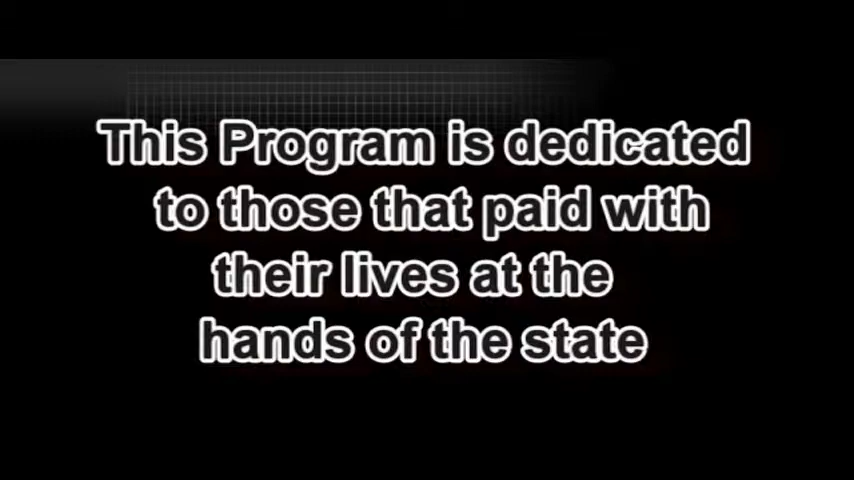 This Program is dedicated
to those that paid with
their lives at the
hands of the state